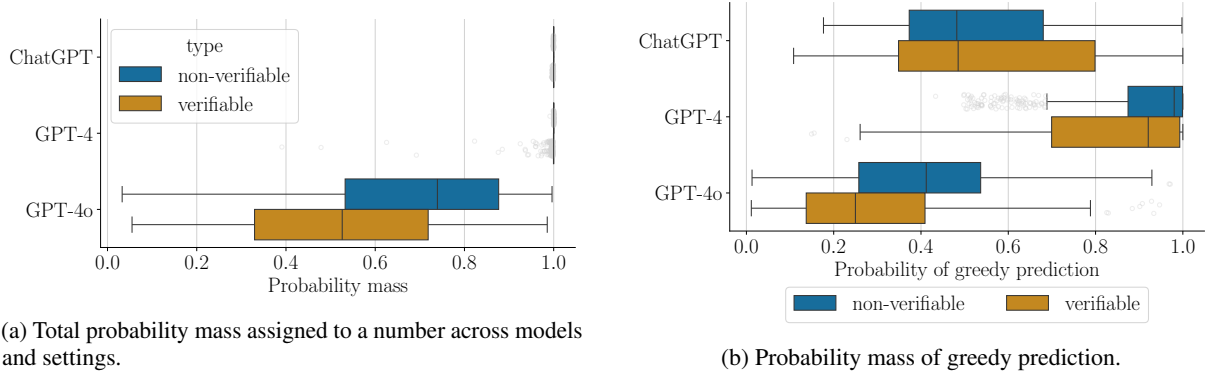 type
non-verifiable
verifiable
ChatGPT
GPT-4
GPT-4o
0.0 0.2 0.4 0.6 0.8 1.0
Probability mass
(a) Total probability mass assigned to a number across models
and settings.
ChatGPT
GPT-4
GPT-4o
0.0 0.2 0.4 0.6 0.8 1.0
Probability of greedy prediction
non-verifiable verifiable
(b) Probability mass of greedy prediction.